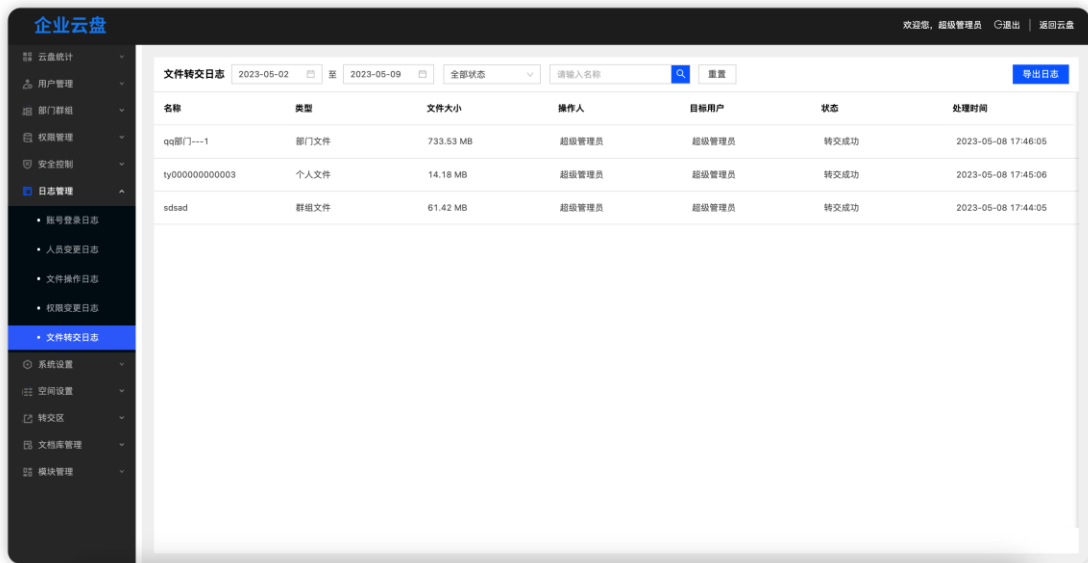 企业云盘
欢迎您，超级管理员 退出 | 返回云盘
云盘统计
用户管理
部门群组
权限管理
安全控制
日志管理
• 账号登录日志
• 人员变更日志
• 文件操作日志
• 权限变更日志
• 文件转交日志
系统设置
空间设置
转交区
文档库管理
模块管理
文件转交日志 2023-05-02 至 2023-05-09 全部状态 请输入名称 重置 导出日志
名称 类型 文件大小 操作人 目标用户 状态 处理时间
qq部门---1 部门文件 733.53 MB 超级管理员 超级管理员 转交成功 2023-05-08 17:46:05
ty000000000003 个人文件 14.18 MB 超级管理员 超级管理员 转交成功 2023-05-08 17:45:06
sdsad 群组文件 61.42 MB 超级管理员 超级管理员 转交成功 2023-05-08 17:44:05